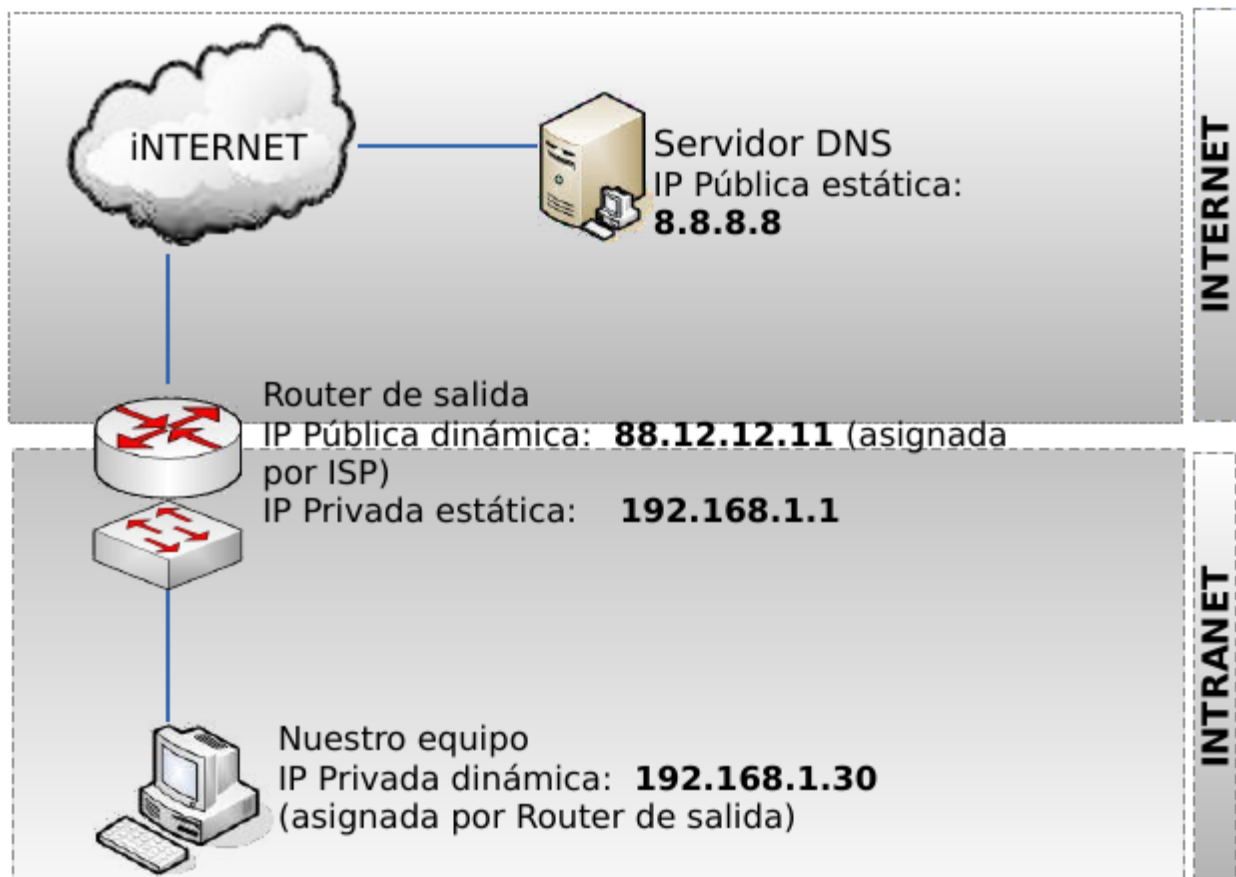 iNTERNET
Servidor DNS
IP Pública estática:
8.8.8.8
INTERNET
Router de salida
IP Pública dinámica: 88.12.12.11 (asignada
por ISP)
IP Privada estática: 192.168.1.1
INTRANET
Nuestro equipo
IP Privada dinámica: 192.168.1.30
(asignada por Router de salida)